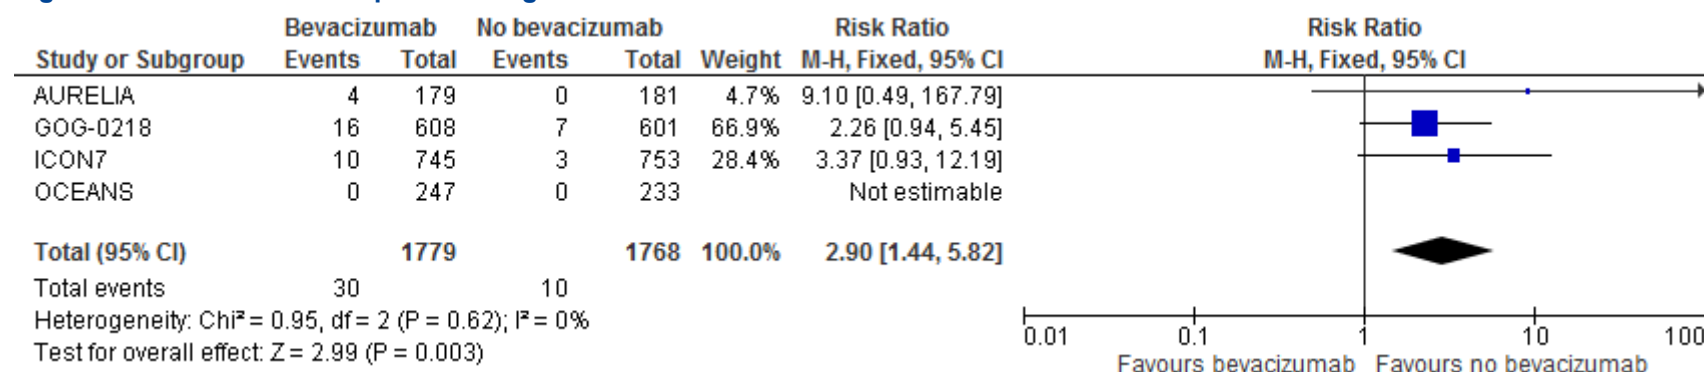 Bevacizumab No bevacizumab Risk Ratio Risk Ratio
Study or Subgroup Events Total Events Total Weight M-H, Fixed, 95% CI M-H, Fixed, 95% CI
AURELIA 4 179 0 181 4.7% 9.10 [0.49, 167.79]
GOG-0218 16 608 7 601 66.9% 2.26 [0.94, 5.45]
ICON7 10 745 3 753 28.4% 3.37 [0.93, 12.19]
OCEANS 0 247 0 233 Not estimable
Total (95% CI) 1779 1768 100.0% 2.90 [1.44, 5.82]
Total events 30 10
Heterogeneity: Chi² = 0.95, df = 2 (P = 0.62); I² = 0%
Test for overall effect: Z = 2.99 (P = 0.003)
0.01 0.1 1 10 100
Favours bevacizumab Favours no bevacizumab